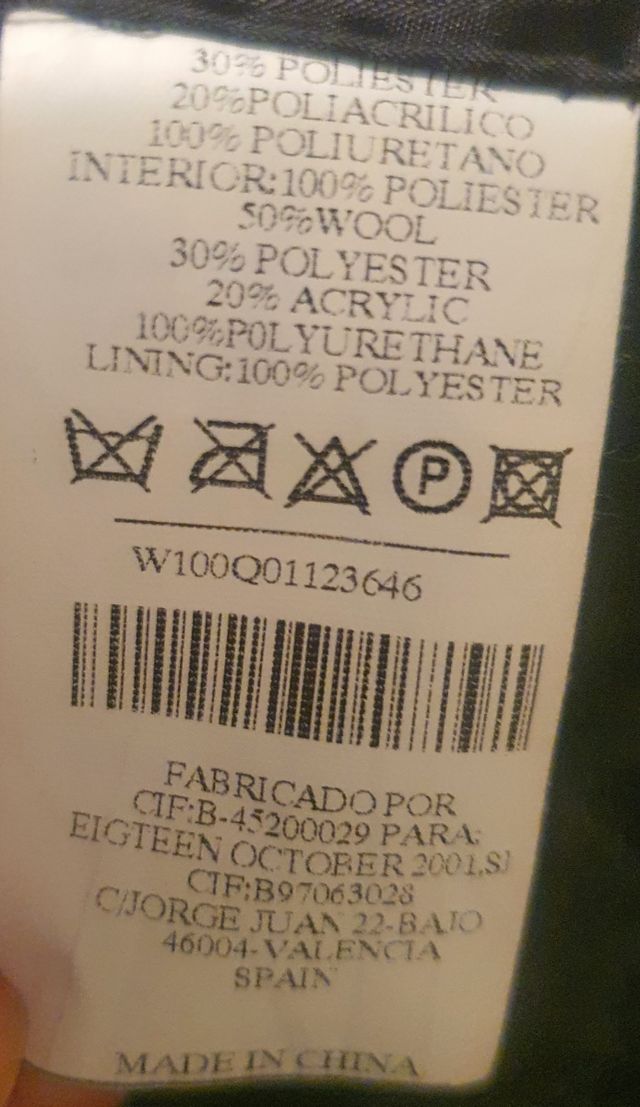 30% POLIESTER
20%POLIACRILICO
100% POLIURETANO
INTERIOR:100% POLIESTER
50%WOOL
30% POLYESTER
20% ACRYLIC
100%POLYURETHANE
LINING:100% POLYESTER
P
W100Q01123646
FABRICADO POR
CIF:B-45200029 PARA:
EIGTEEN OCTOBER 2001,Sl
CIF:B97063028
C/JORGE JUAN 22-BAJO
46004-VALENCIA
SPAIN
MADE IN CHINA